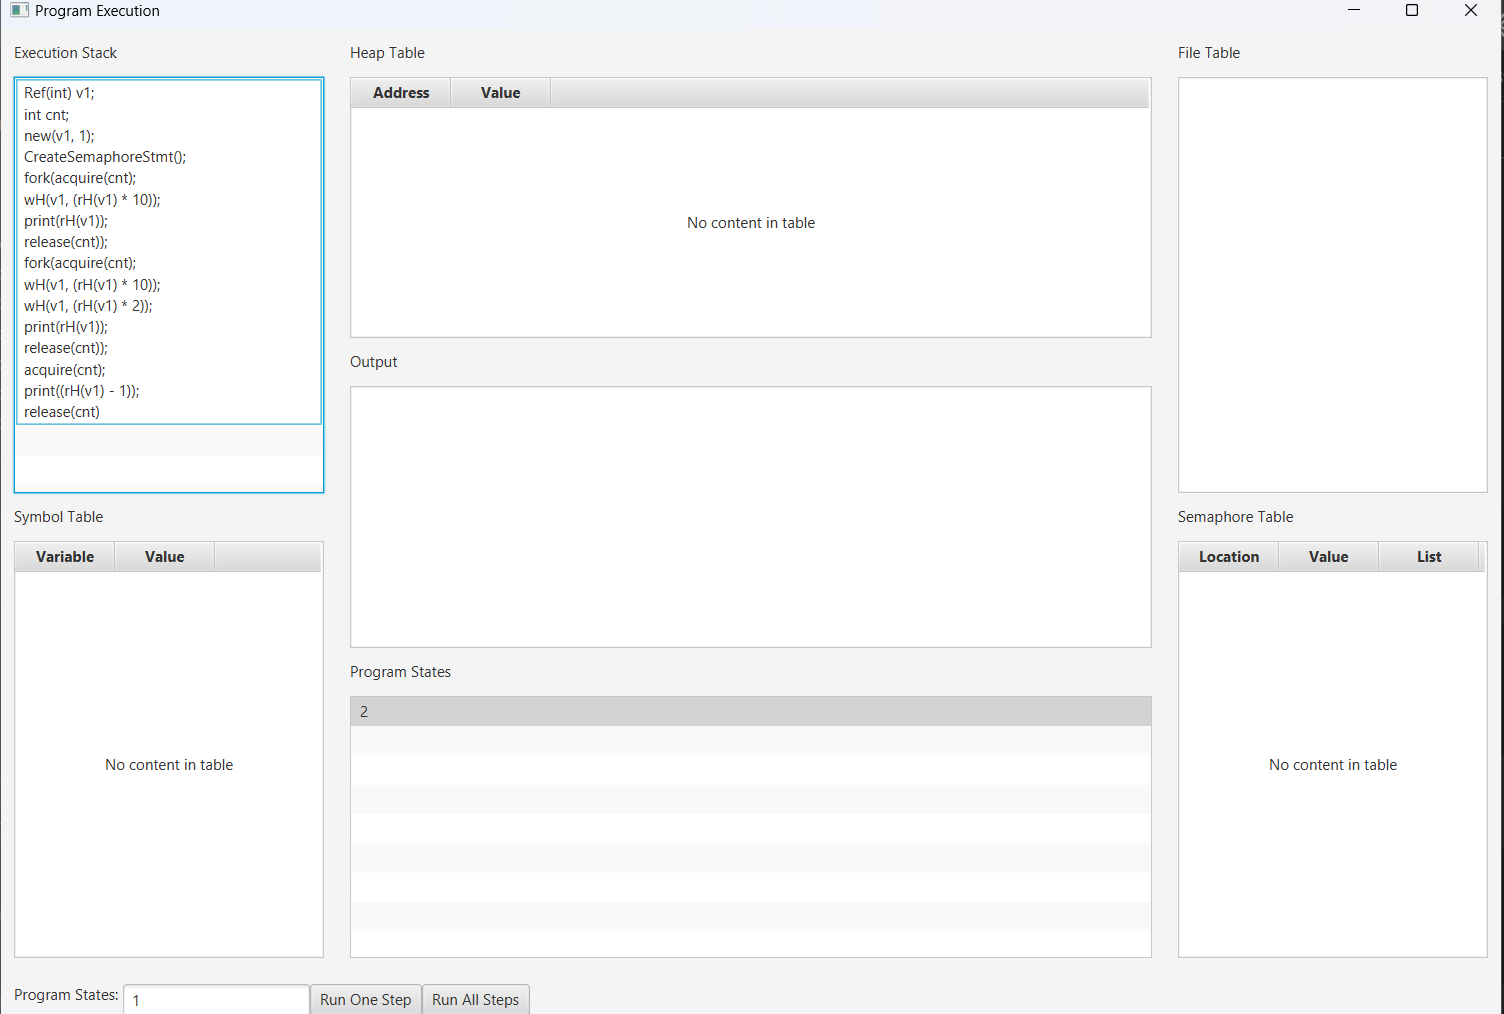 Program Execution
Execution Stack
Ref(int) v1;
int cnt;
new(v1, 1);
CreateSemaphoreStmt();
fork(acquire(cnt);
wH(v1, (rH(v1) * 10));
print(rH(v1));
release(cnt));
fork(acquire(cnt);
wH(v1, (rH(v1) * 10));
wH(v1, (rH(v1) * 2));
print(rH(v1));
release(cnt));
acquire(cnt);
print((rH(v1) - 1));
release(cnt)
Symbol Table
Variable Value
No content in table
Heap Table
Address Value
No content in table
Output
Program States
2
File Table
Semaphore Table
Location Value List
No content in table
Program States: 1 Run One Step Run All Steps